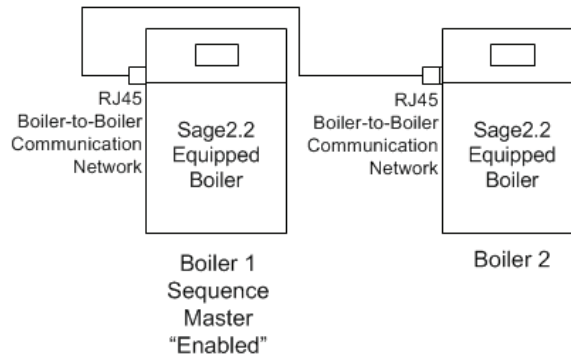 RJ45
Boiler-to-Boiler
Communication
Network
Sage2.2
Equipped
Boiler
RJ45
Boiler-to-Boiler
Communication
Network
Sage2.2
Equipped
Boiler
Boiler 1
Sequence
Master
“Enabled”
Boiler 2